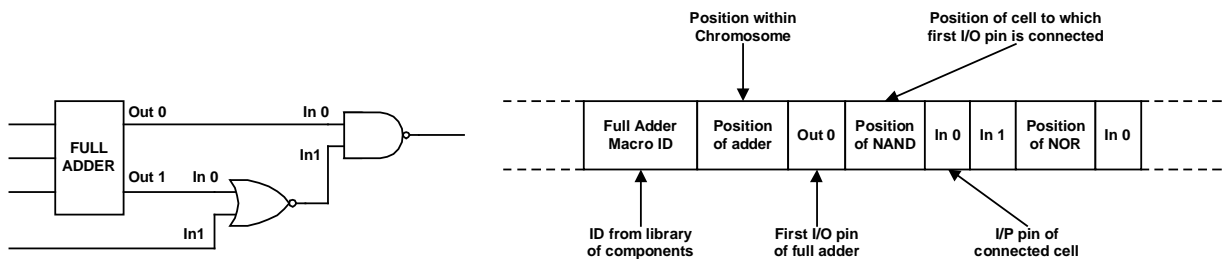 Out 0
In 0
FULL
ADDER
In1
Out 1
In 0
In1
Position within
Chromosome
Position of cell to which
first I/O pin is connected
Full Adder
Macro ID
Position
of adder
Out 0
Position
of NAND
In 0
In 1
Position
of NOR
In 0
ID from library
of components
First I/O pin
of full adder
I/P pin of
connected cell